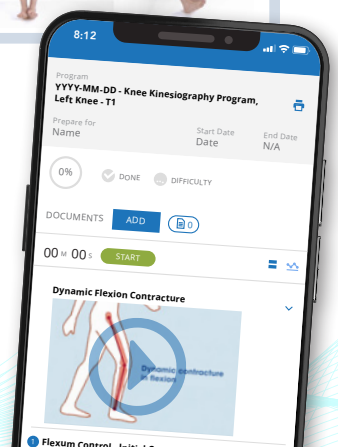 8:12
Program
YYYY-MM-DD - Knee Kinesiography Program,
Left Knee - T1
Prepare for
Name
Start Date
Date
End Date
N/A
0%
DONE
DIFFICULTY
DOCUMENTS
ADD
0
00 M 00 S
START
Dynamic Flexion Contracture
Dynamic contracture
in flexion
1 Flexum Control - Initial